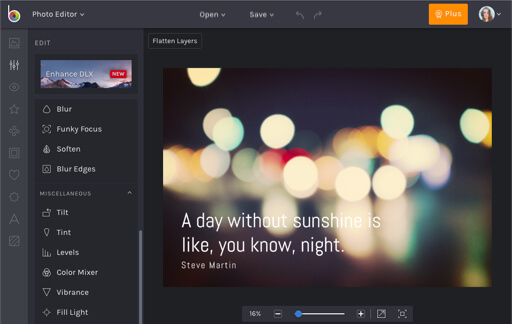 Photo Editor
Open
Save
Plus
EDIT
Flatten Layers
Enhance DLX
NEW
Blur
Funky Focus
Soften
Blur Edges
MISCELLANEOUS
Tilt
Tint
Levels
Color Mixer
Vibrance
Fill Light
A day without sunshine is
like, you know, night.
Steve Martin
16%